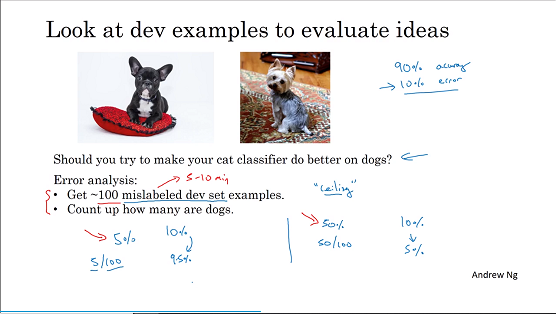 Look at dev examples to evaluate ideas
90% accuracy
→ 10% error
Should you try to make your cat classifier do better on dogs? ←
Error analysis:
→ 5-10 min
• Get ~100 mislabeled dev set examples.
• Count up how many are dogs.
"ceiling"
→ 5%
10%
5/100
9.5%
→ 50%
10%
50/100
↓
5%
Andrew Ng